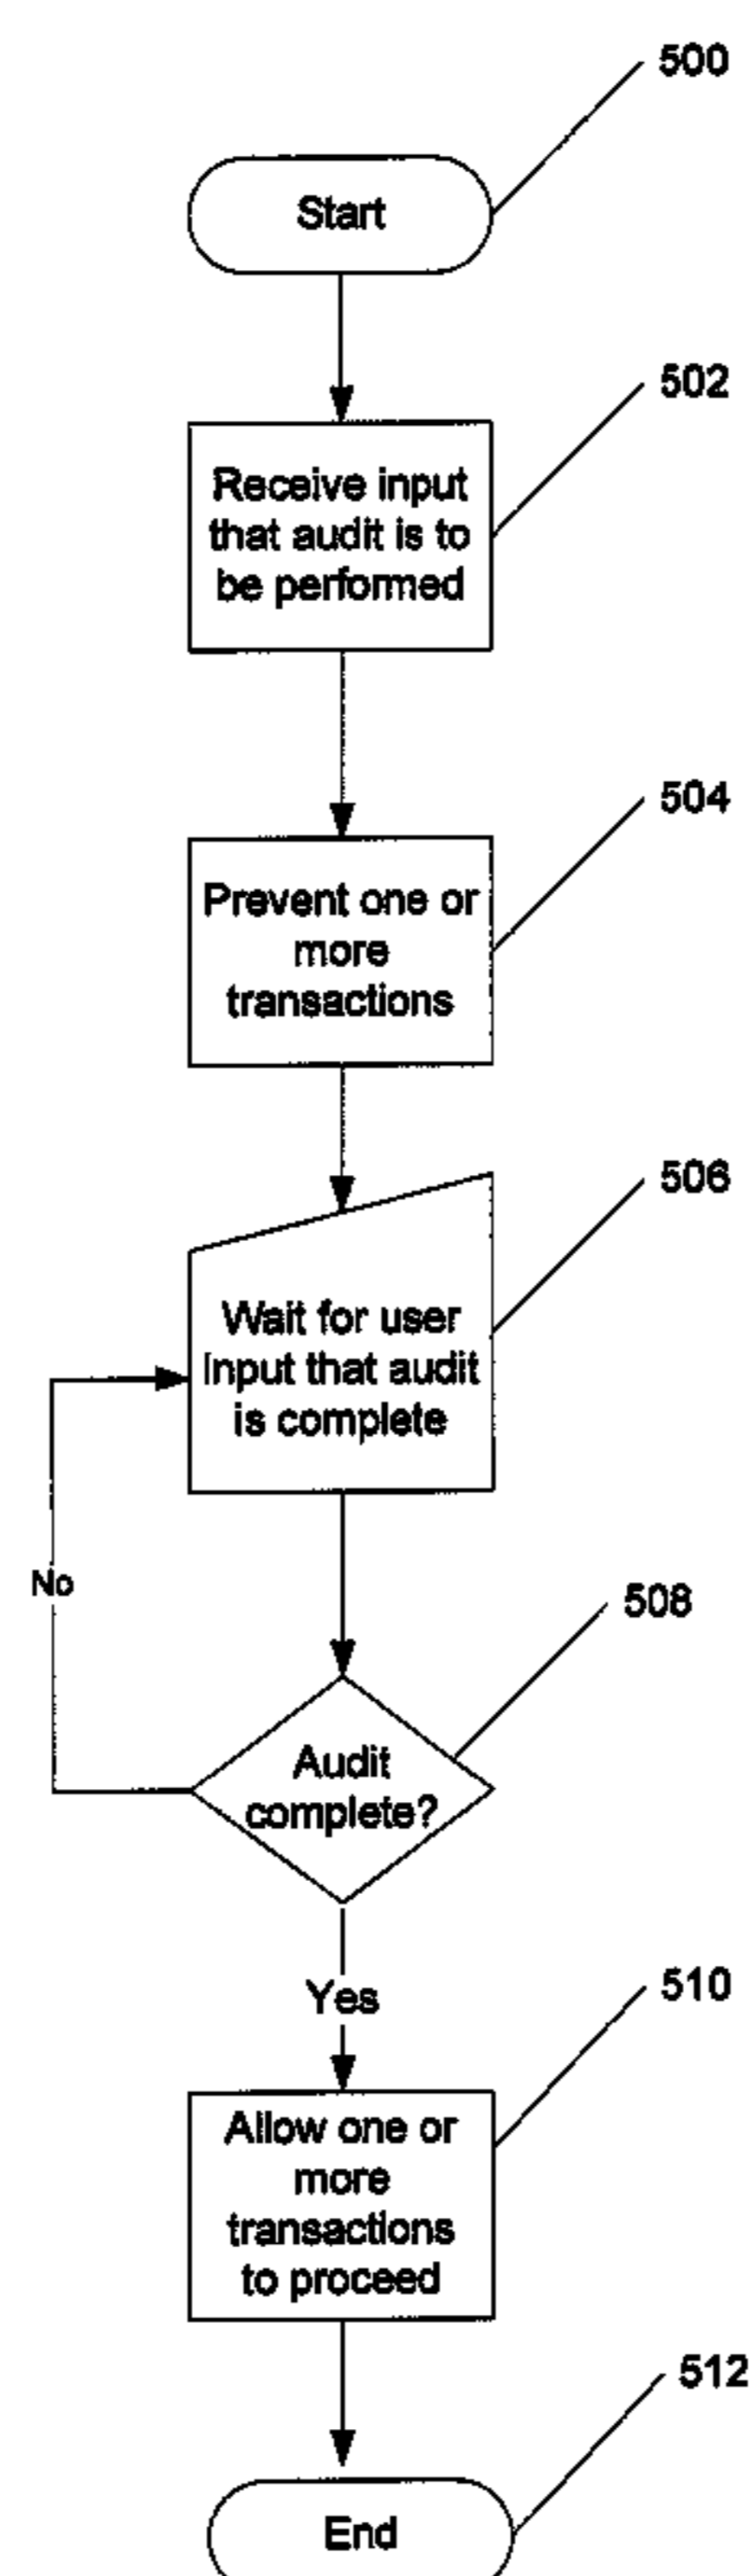 500
Start
502
Receive input
that audit is to
be performed
504
Prevent one or
more
transactions
506
Wait for user
input that audit
is complete
No
508
Audit
complete?
Yes
510
Allow one or
more
transactions
to proceed
512
End